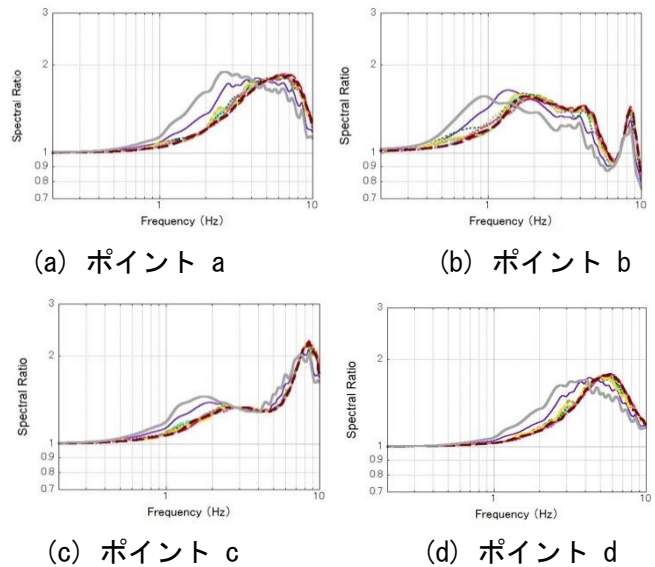 3
2
1
0.9
0.8
0.7
Spectral Ratio
1
10
Frequency (Hz)
(a) ポイント a
3
2
1
0.9
0.8
0.7
Spectral Ratio
1
10
Frequency (Hz)
(b) ポイント b
3
2
1
0.9
0.8
0.7
Spectral Ratio
1
10
Frequency (Hz)
(c) ポイント c
3
2
1
0.9
0.8
0.7
Spectral Ratio
1
10
Frequency (Hz)
(d) ポイント d